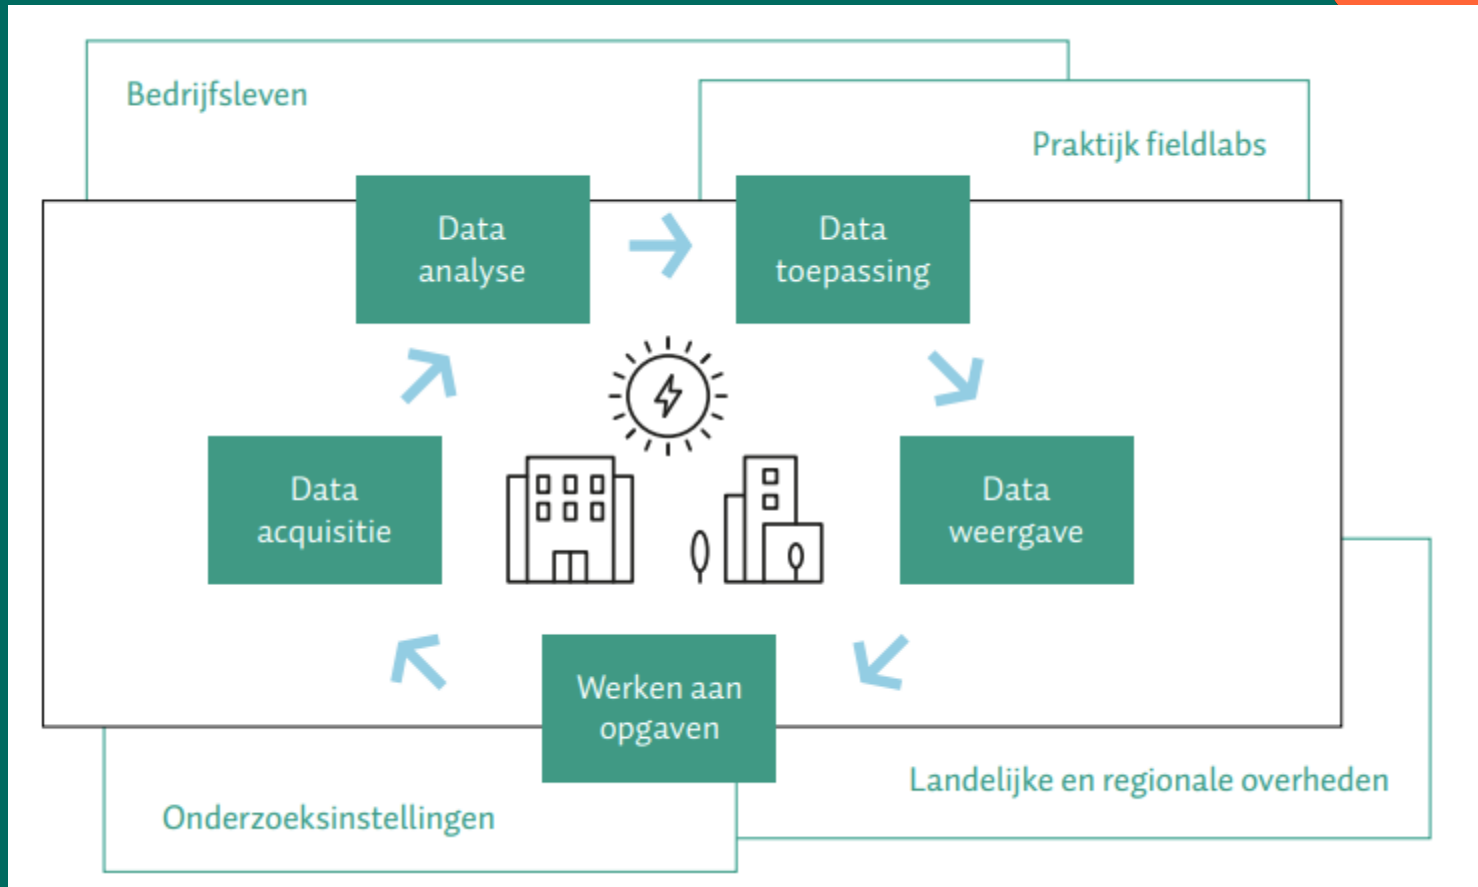 Bedrijfsleven
Praktijk fieldlabs
Data
analyse
Data
toepassing
Data
acquisitie
Data
weergave
Werken aan
opgaven
Landelijke en regionale overheden
Onderzoeksinstellingen